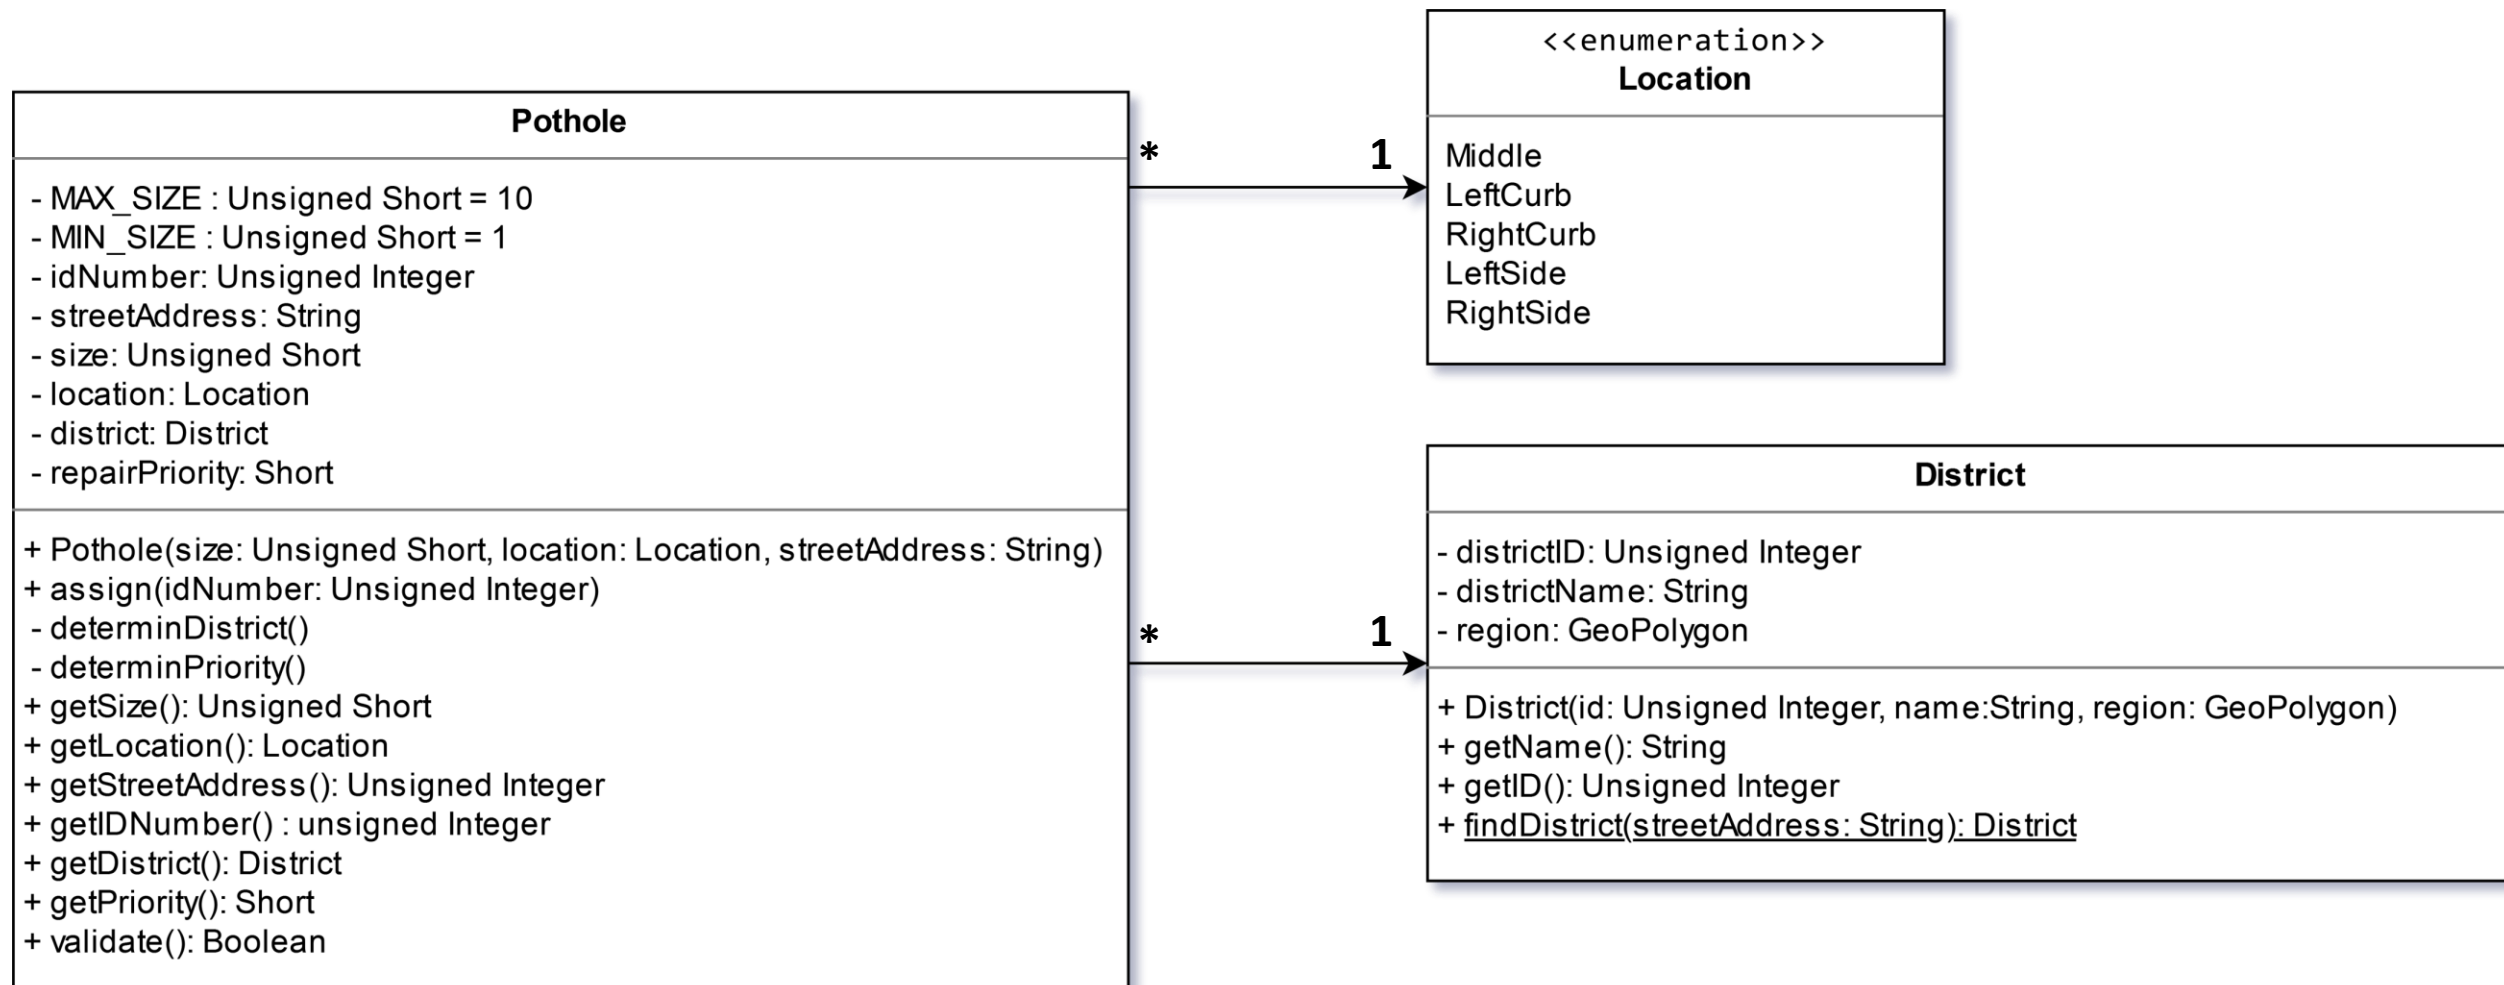 Pothole
- MAX_SIZE : Unsigned Short = 10
- MIN_SIZE : Unsigned Short = 1
- idNumber: Unsigned Integer
- streetAddress: String
- size: Unsigned Short
- location: Location
- district: District
- repairPriority: Short
+ Pothole(size: Unsigned Short, location: Location, streetAddress: String)
+ assign(idNumber: Unsigned Integer)
- determinDistrict()
- determinPriority()
+ getSize(): Unsigned Short
+ getLocation(): Location
+ getStreetAddress(): Unsigned Integer
+ getIDNumber() : unsigned Integer
+ getDistrict(): District
+ getPriority(): Short
+ validate(): Boolean
* 1
<<enumeration>>
Location
Middle
LeftCurb
RightCurb
LeftSide
RightSide
* 1
District
- districtID: Unsigned Integer
- districtName: String
- region: GeoPolygon
+ District(id: Unsigned Integer, name:String, region: GeoPolygon)
+ getName(): String
+ getID(): Unsigned Integer
+ findDistrict(streetAddress: String): District